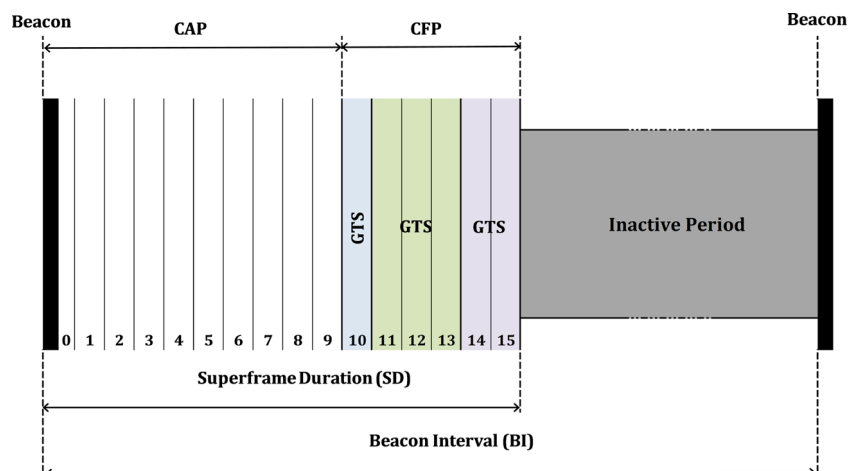 Beacon
CAP
CFP
Beacon
GTS
GTS
GTS
Inactive Period
0 1 2 3 4 5 6 7 8 9 10 11 12 13 14 15
Superframe Duration (SD)
Beacon Interval (BI)